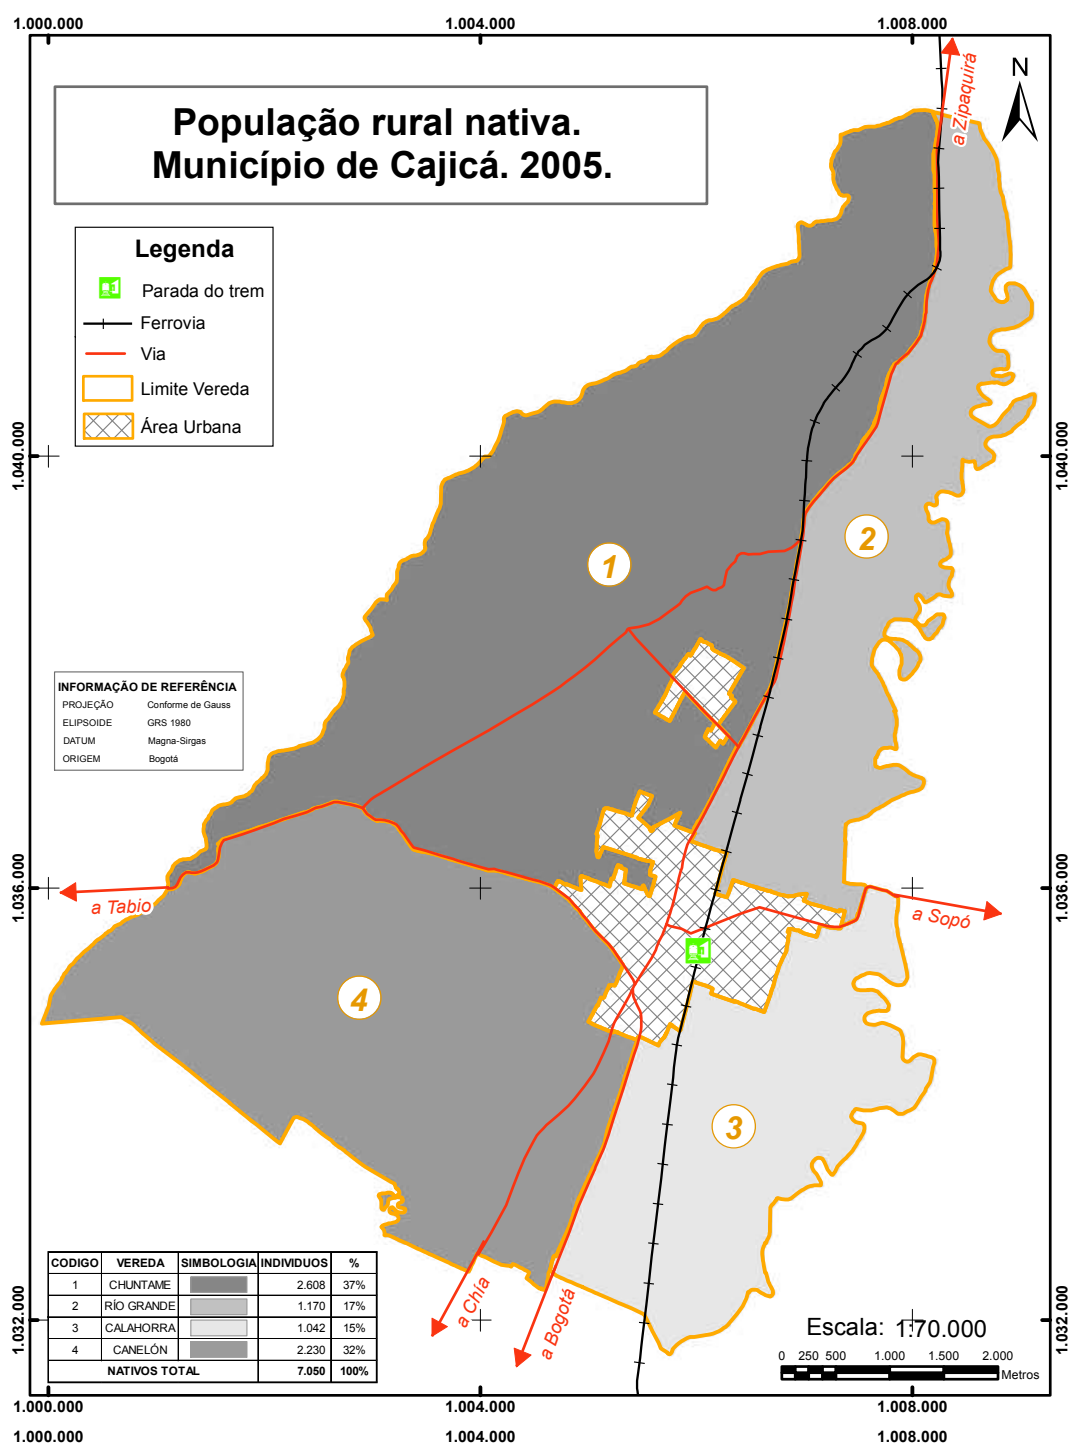 1.000.000 1.004.000 1.008.000
População rural nativa.
Município de Cajicá. 2005.
N
a Zipaquirá
Legenda
Parada do trem
Ferrovia
Via
Limite Vereda
Área Urbana
1.040.000 1.040.000
1
2
INFORMAÇÃO DE REFERÊNCIA
PROJEÇÃO Conforme de Gauss
ELIPSOIDE GRS 1980
DATUM Magna-Sirgas
ORIGEM Bogotá
1.036.000 1.036.000
a Tabio
a Sopó
4
3
CODIGO VEREDA SIMBOLOGIA INDIVIDUOS %
1 CHUNTAME 2.608 37%
2 RÍO GRANDE 1.170 17%
3 CALAHORRA 1.042 15%
4 CANELÓN 2.230 32%
NATIVOS TOTAL 7.050 100%
a Chía
a Bogotá
1.032.000 1.032.000
Escala: 1:70.000
0 250 500 1.000 1.500 2.000
Metros
1.000.000 1.004.000 1.008.000
1.000.000 1.004.000 1.008.000